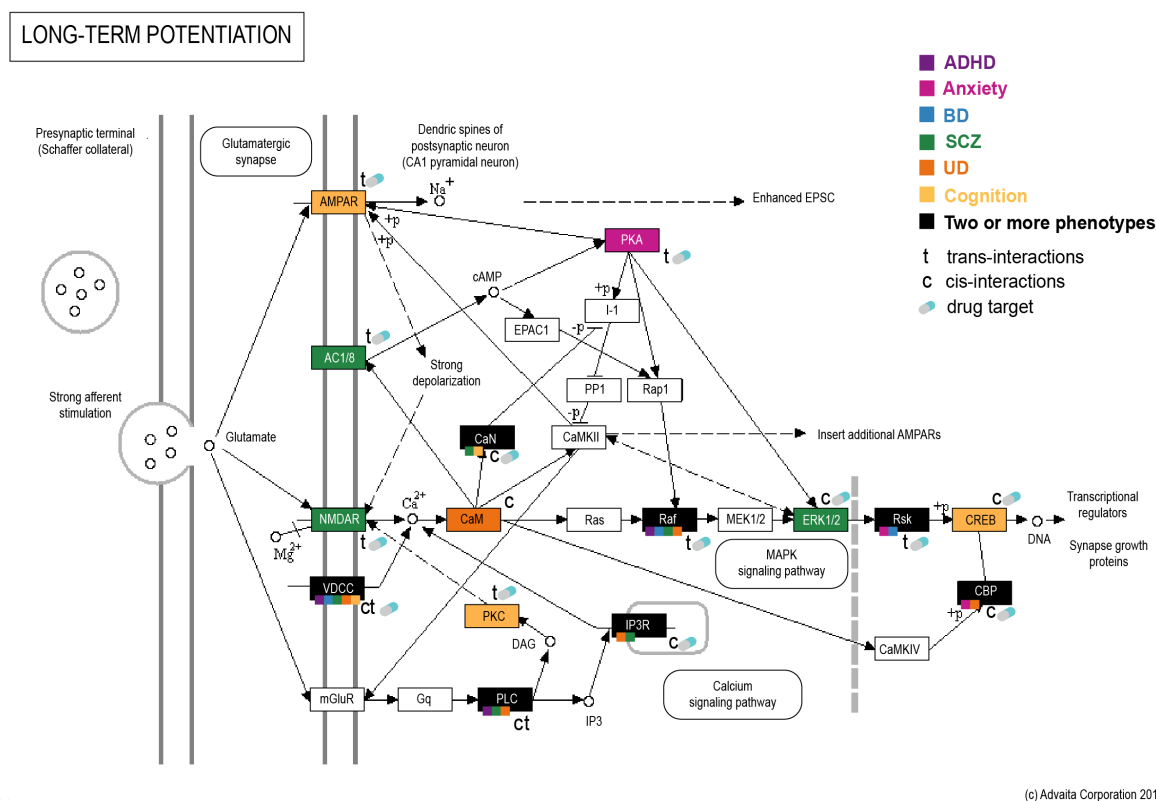 LONG-TERM POTENTIATION
ADHD
Anxiety
BD
SCZ
UD
Cognition
Two or more phenotypes
t trans-interactions
c cis-interactions
drug target
Presynaptic terminal
(Schaffer collateral)
Glutamatergic
synapse
Dendric spines of
postsynaptic neuron
(CA1 pyramidal neuron)
t
AMPAR
Na+
Enhanced EPSC
+p
+p
PKA
t
cAMP
+p
I-1
-p
EPAC1
t
AC1/8
Strong
depolarization
PP1
Rap1
Strong afferent
stimulation
-p
Glutamate
CaN
c
CaMKII
Insert additional AMPARs
Ca2+
c
c
c
NMDAR
CaM
Ras
Raf
MEK1/2
ERK1/2
Rsk
+p
CREB
DNA
Transcriptional
regulators
Mg2+
t
t
t
MAPK
signaling pathway
Synapse growth
proteins
VDCC
ct
t
PKC
CBP
c
+p
IP3R
c
DAG
CaMKIV
mGluR
Gq
PLC
ct
IP3
Calcium
signaling pathway
(c) Advaita Corporation 201